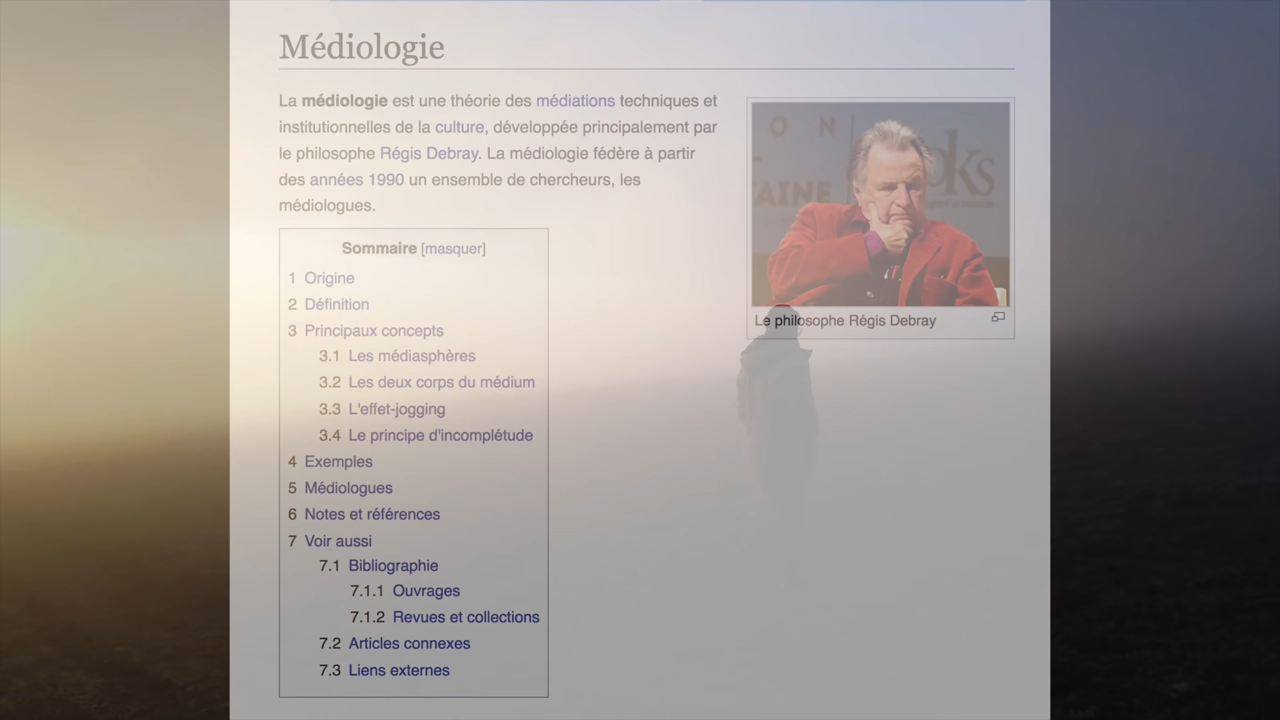 Médiologie
La médiologie est une théorie des médiations techniques et
institutionnelles de la culture, développée principalement par
le philosophe Régis Debray. La médiologie fédère à partir
des années 1990 un ensemble de chercheurs, les
médiologues.
O N
TAINE
oks
Le philosophe Régis Debray
Sommaire [masquer]
1 Origine
2 Définition
3 Principaux concepts
3.1 Les médiasphères
3.2 Les deux corps du médium
3.3 L'effet-jogging
3.4 Le principe d'incomplétude
4 Exemples
5 Médiologues
6 Notes et références
7 Voir aussi
7.1 Bibliographie
7.1.1 Ouvrages
7.1.2 Revues et collections
7.2 Articles connexes
7.3 Liens externes